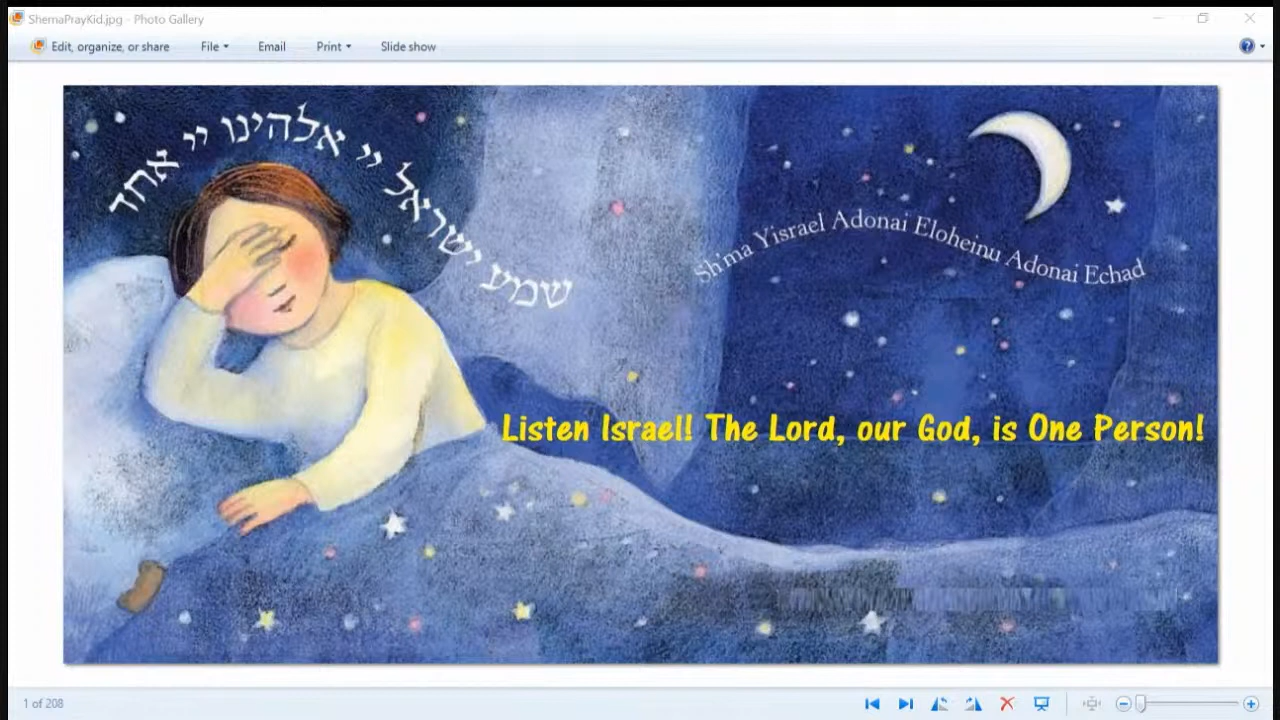 ShemaPrayKid.jpg - Photo Gallery
Edit, organize, or share File Email Print Slide show
שמע ישראל יי אלהינו יי אחד
Sh'ma Yisrael Adonai Eloheinu Adonai Echad
Listen Israel! The Lord, our God, is One Person!
1 of 208